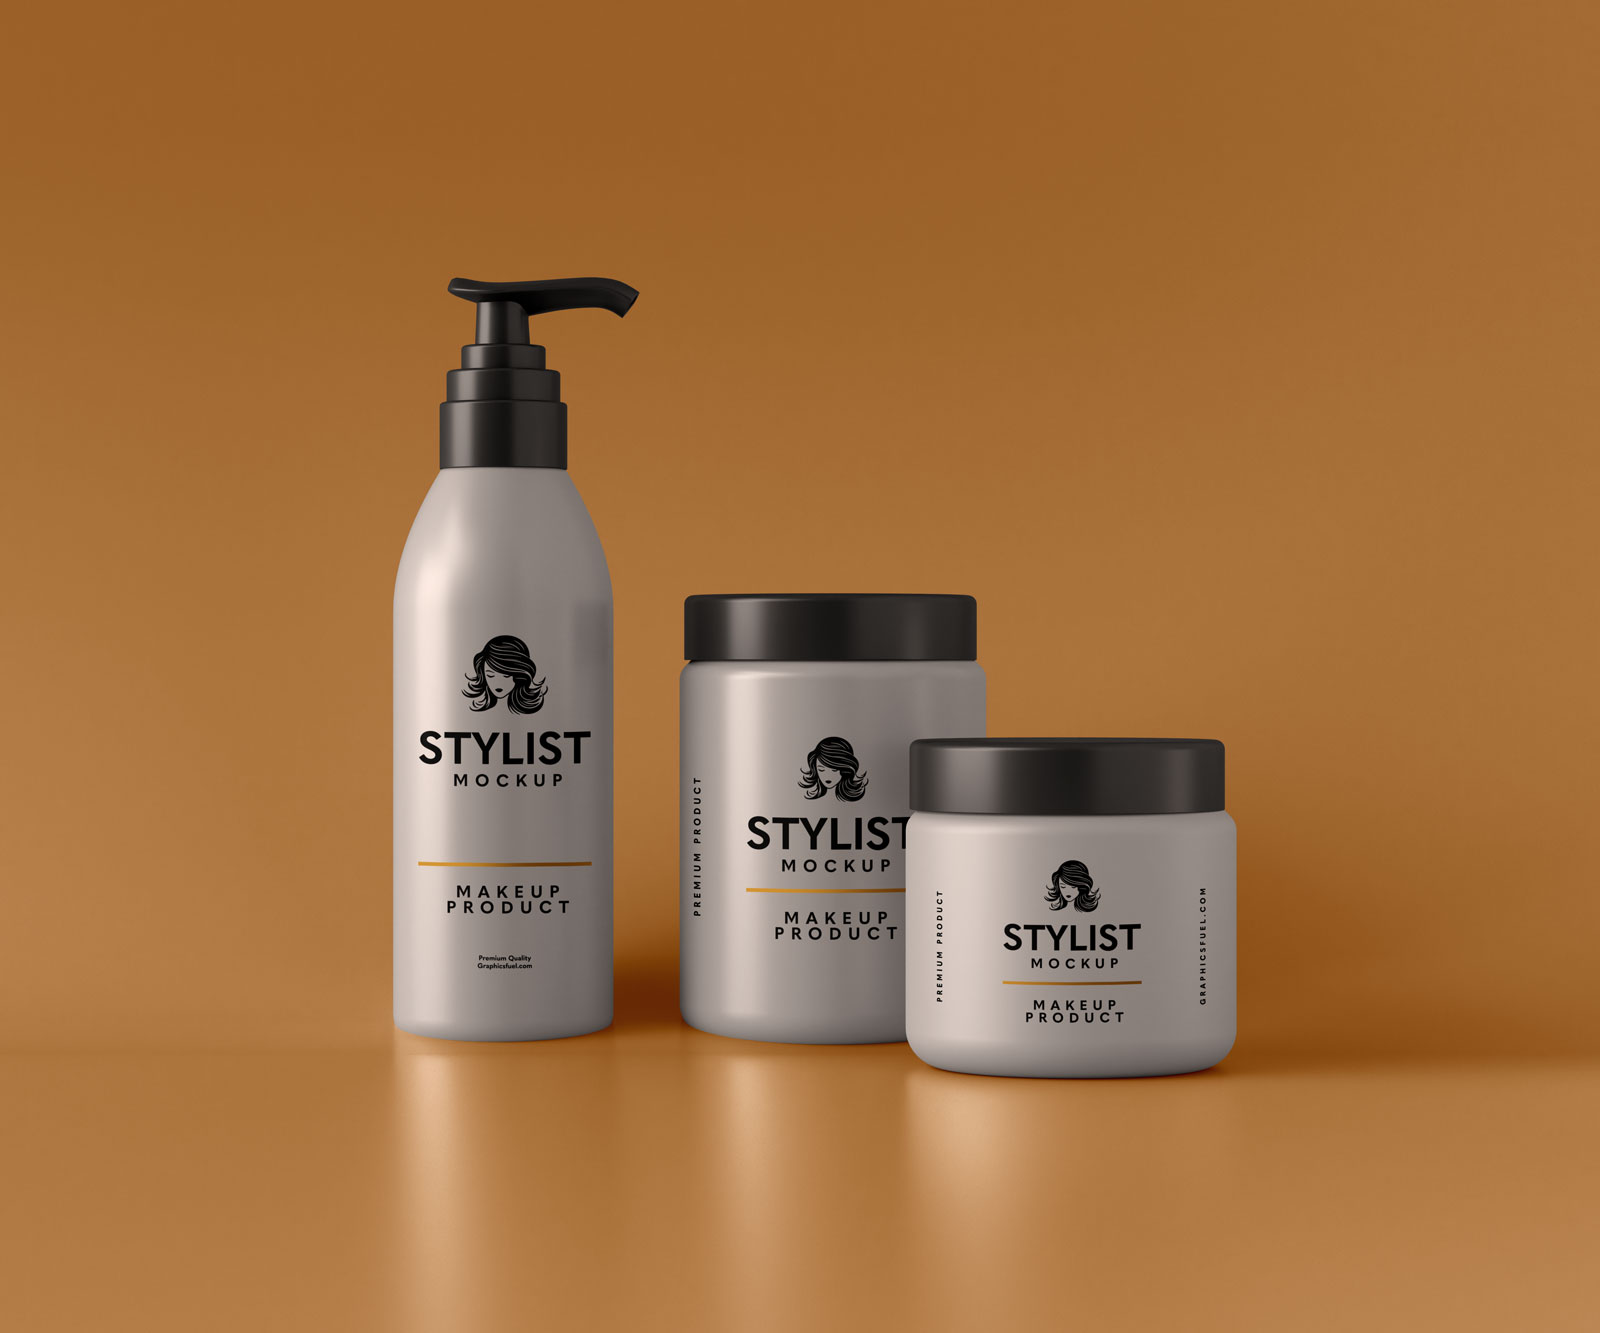 STYLIST
MOCKUP
MAKEUP
PRODUCT
Premium Quality
Graphicsfuel.com
PREMIUM PRODUCT
STYLIST
MOCKUP
MAKEUP
PRODUCT
PREMIUM PRODUCT
STYLIST
MOCKUP
MAKEUP
PRODUCT
GRAPHICSFUEL.COM